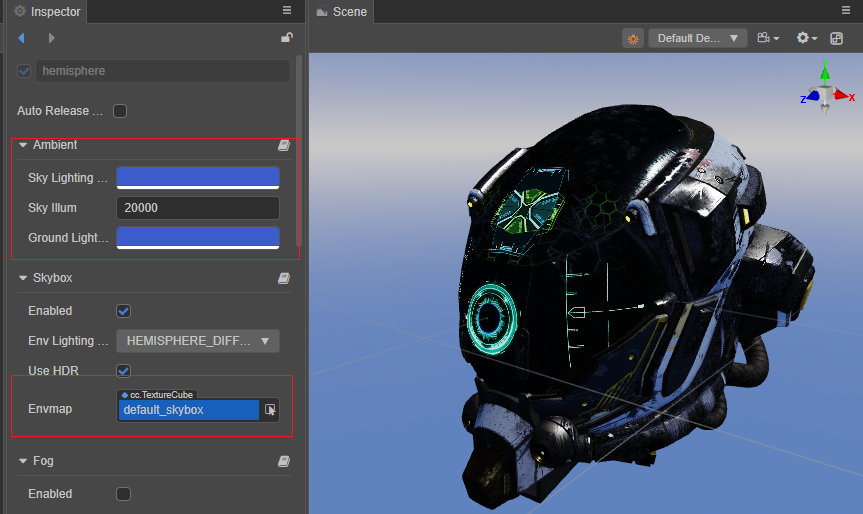 Inspector
Scene
Default De...
hemisphere
Auto Release ...
Ambient
Sky Lighting ...
Sky Illum 20000
Ground Light...
Skybox
Enabled
Env Lighting ... HEMISPHERE_DIFF...
Use HDR
cc.TextureCube
Envmap default_skybox
Fog
Enabled
Y
Z
X